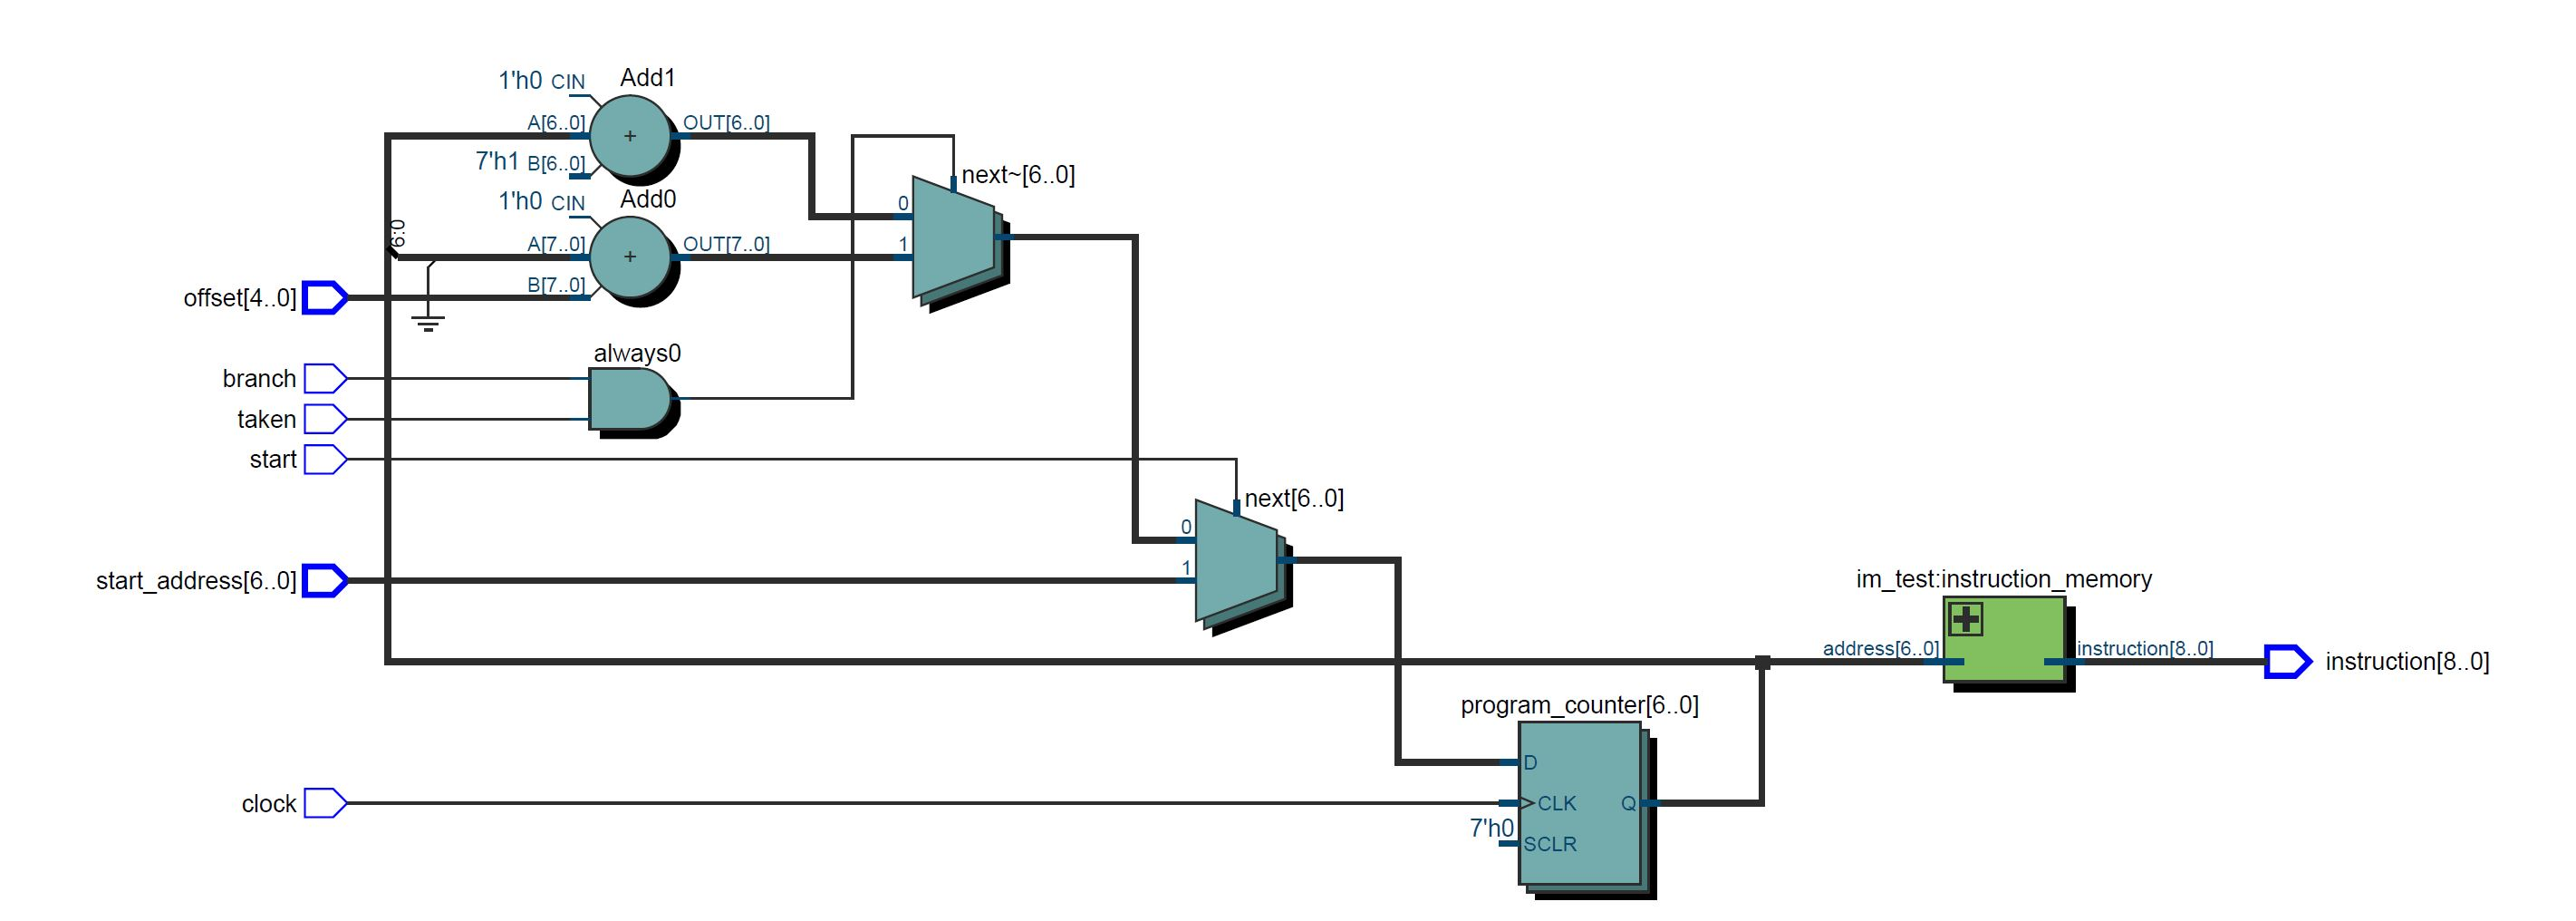 Add1
1'h0 CIN
A[6..0]
OUT[6..0]
+
7'h1 B[6..0]
next~[6..0]
Add0
1'h0 CIN
0
6:0
A[7..0]
OUT[7..0]
1
+
B[7..0]
offset[4..0]
always0
branch
taken
start
next[6..0]
0
1
start_address[6..0]
im_test:instruction_memory
address[6..0]
instruction[8..0]
instruction[8..0]
program_counter[6..0]
D
clock
CLK
Q
7'h0
SCLR